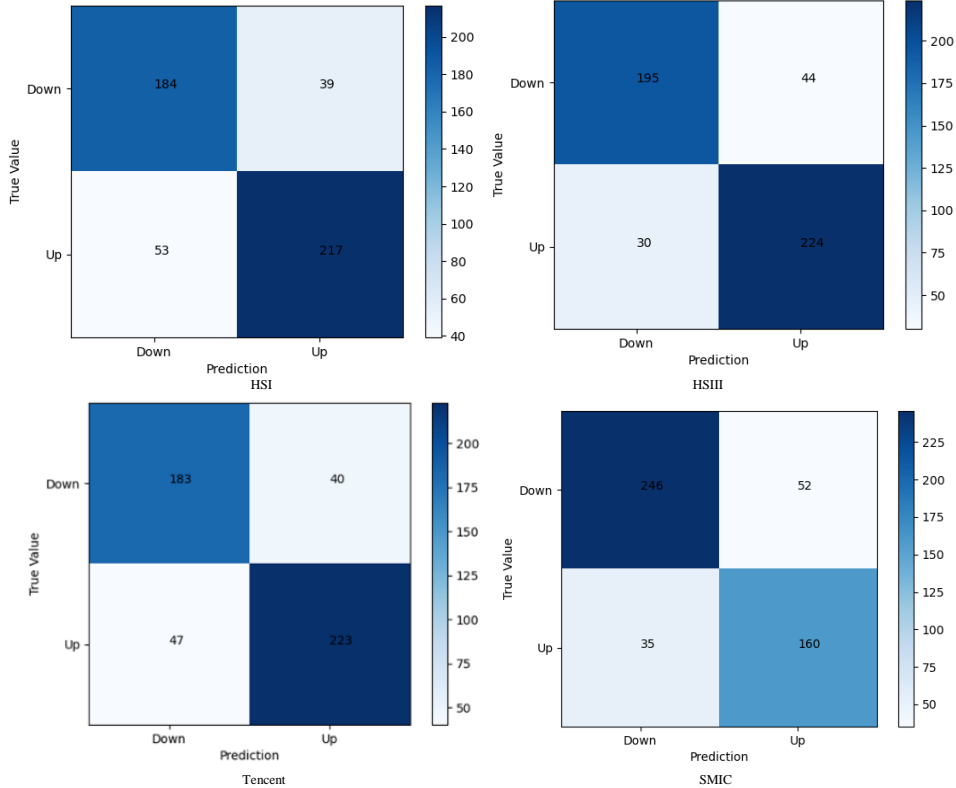 True Value
Down
Up
184
39
53
217
Down
Up
Prediction
200
180
160
140
120
100
80
60
40
HSI
True Value
Down
Up
195
44
30
224
Down
Up
Prediction
200
175
150
125
100
75
50
HSIII
True Value
Down
Up
183
40
47
223
Down
Up
Prediction
200
175
150
125
100
75
50
Tencent
True Value
Down
Up
246
52
35
160
Down
Up
Prediction
225
200
175
150
125
100
75
50
SMIC